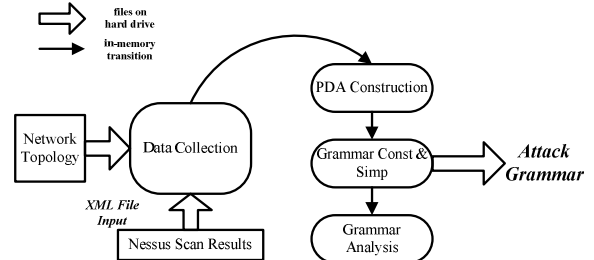 files on
hard drive
in-memory
transition
PDA Construction
Network
Topology
Data Collection
Grammar Const &
Simp
Attack
Grammar
XML File
Input
Nessus Scan Results
Grammar
Analysis